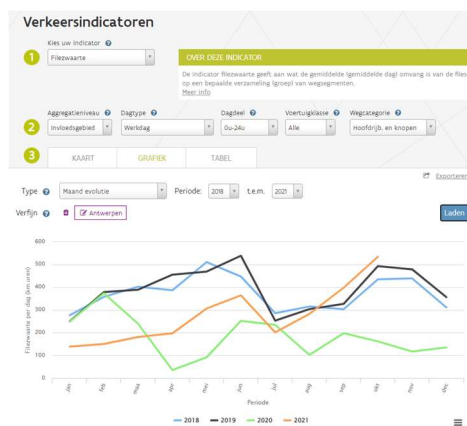 Verkeersindicatoren
Kies uw indicator
1 Filezwaarte
OVER DEZE INDICATOR
De indicator filezwaarte geeft aan wat de gemiddelde (gemiddelde dag) omvang is van de files
op een bepaalde verzameling (groep) van wegsegmenten.
Meer info
Aggregatieniveau Dagtype Dagdeel Voertuigklasse Wegcategorie
2 Invloedsgebied Werkdag 0u-24u Alle Hoofdrijb. en knopen
3 KAART GRAFIEK TABEL
Exporteren
Type Maand evolutie Periode: 2018 t.e.m. 2021
Verfijn Antwerpen
Laden
Filezwaarte per dag (km.uren)
600
500
400
300
200
100
0
jan feb maa apr mei jun jul aug sep okt nov dec
Periode
2018 2019 2020 2021